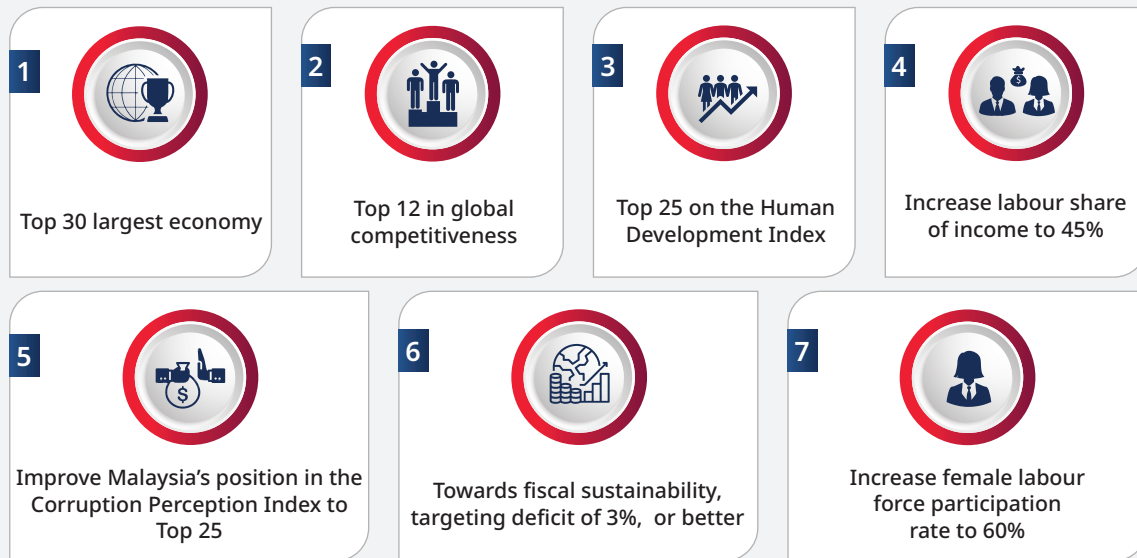 1
Top 30 largest economy
2
Top 12 in global
competitiveness
3
Top 25 on the Human
Development Index
4
Increase labour share
of income to 45%
5
Improve Malaysia’s position in the
Corruption Perception Index to
Top 25
6
Towards fiscal sustainability,
targeting deficit of 3%,  or better
7
Increase female labour
force participation
rate to 60%